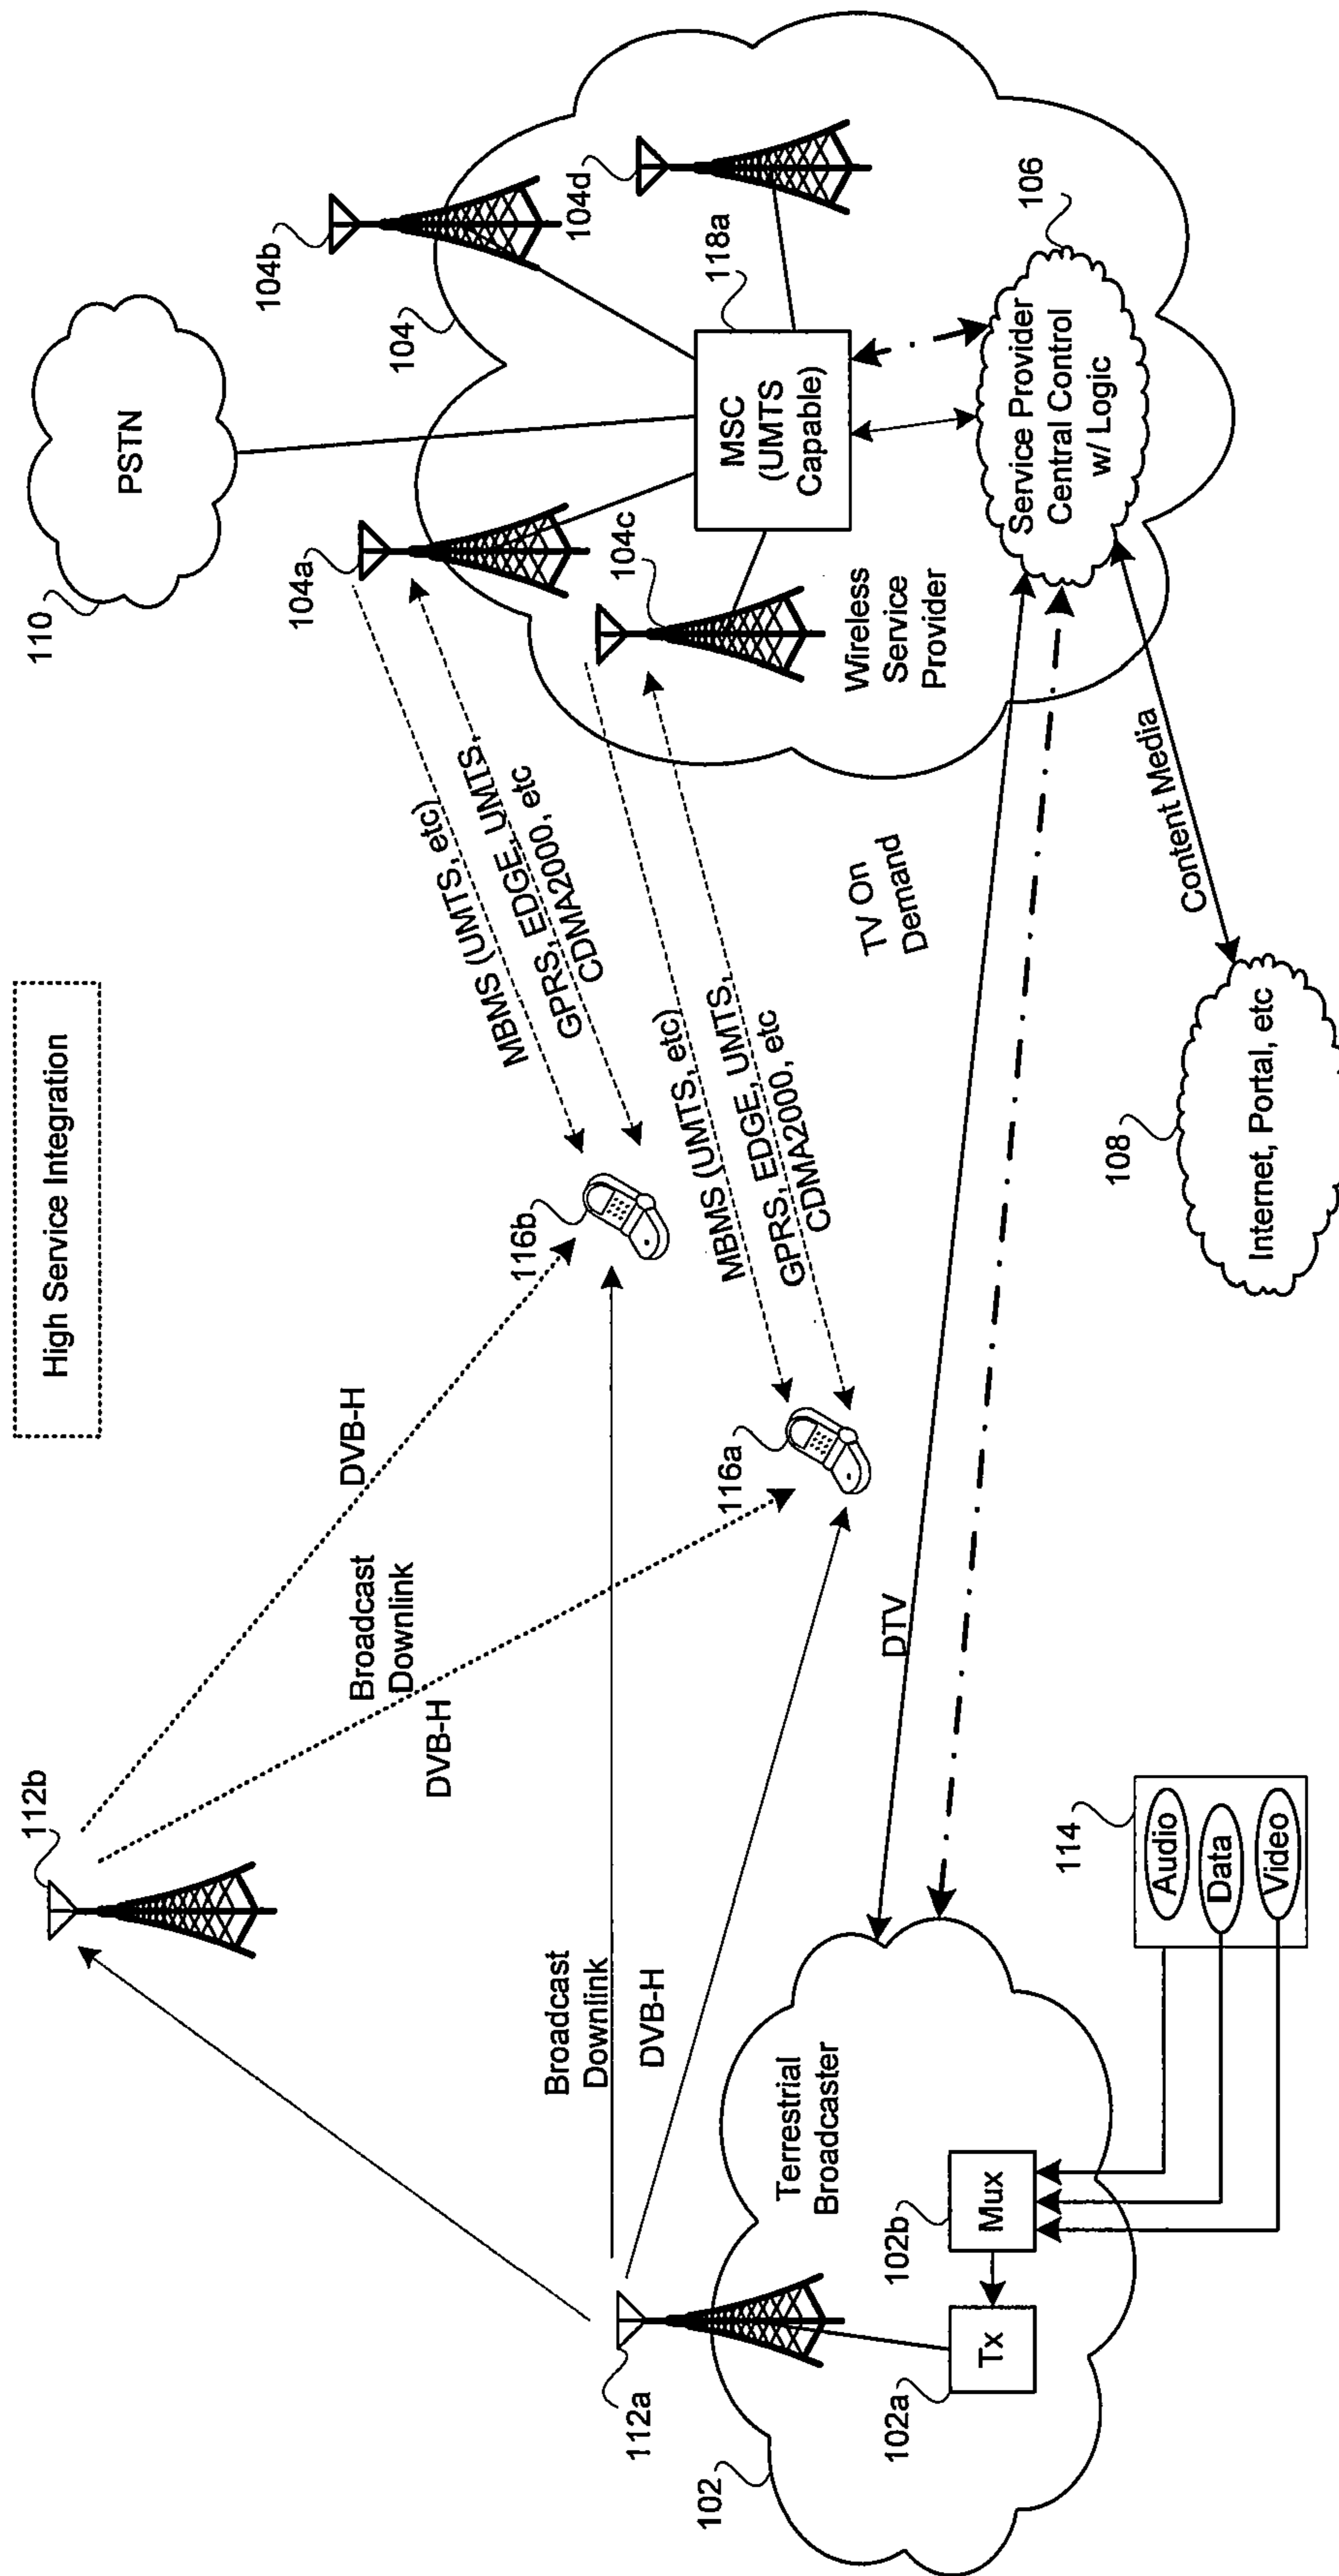 High Service Integration
110
PSTN
112b
104b
104a
104
104d
DVB-H
Broadcast
Downlink
DVB-H
MBMS (UMTS, etc)
GPRS, EDGE, UMTS,
CDMA2000, etc
116b
104c
118a
MSC
(UMTS
Capable)
Wireless
Service
Provider
112a
Broadcast
Downlink
DVB-H
116a
MBMS (UMTS, etc)
GPRS, EDGE, UMTS,
CDMA2000, etc
TV On
Demand
106
Service Provider
Central Control
w/ Logic
102
Terrestrial
Broadcaster
102a
Tx
102b
Mux
DTV
Content Media
114
Audio
Data
Video
108
Internet, Portal, etc